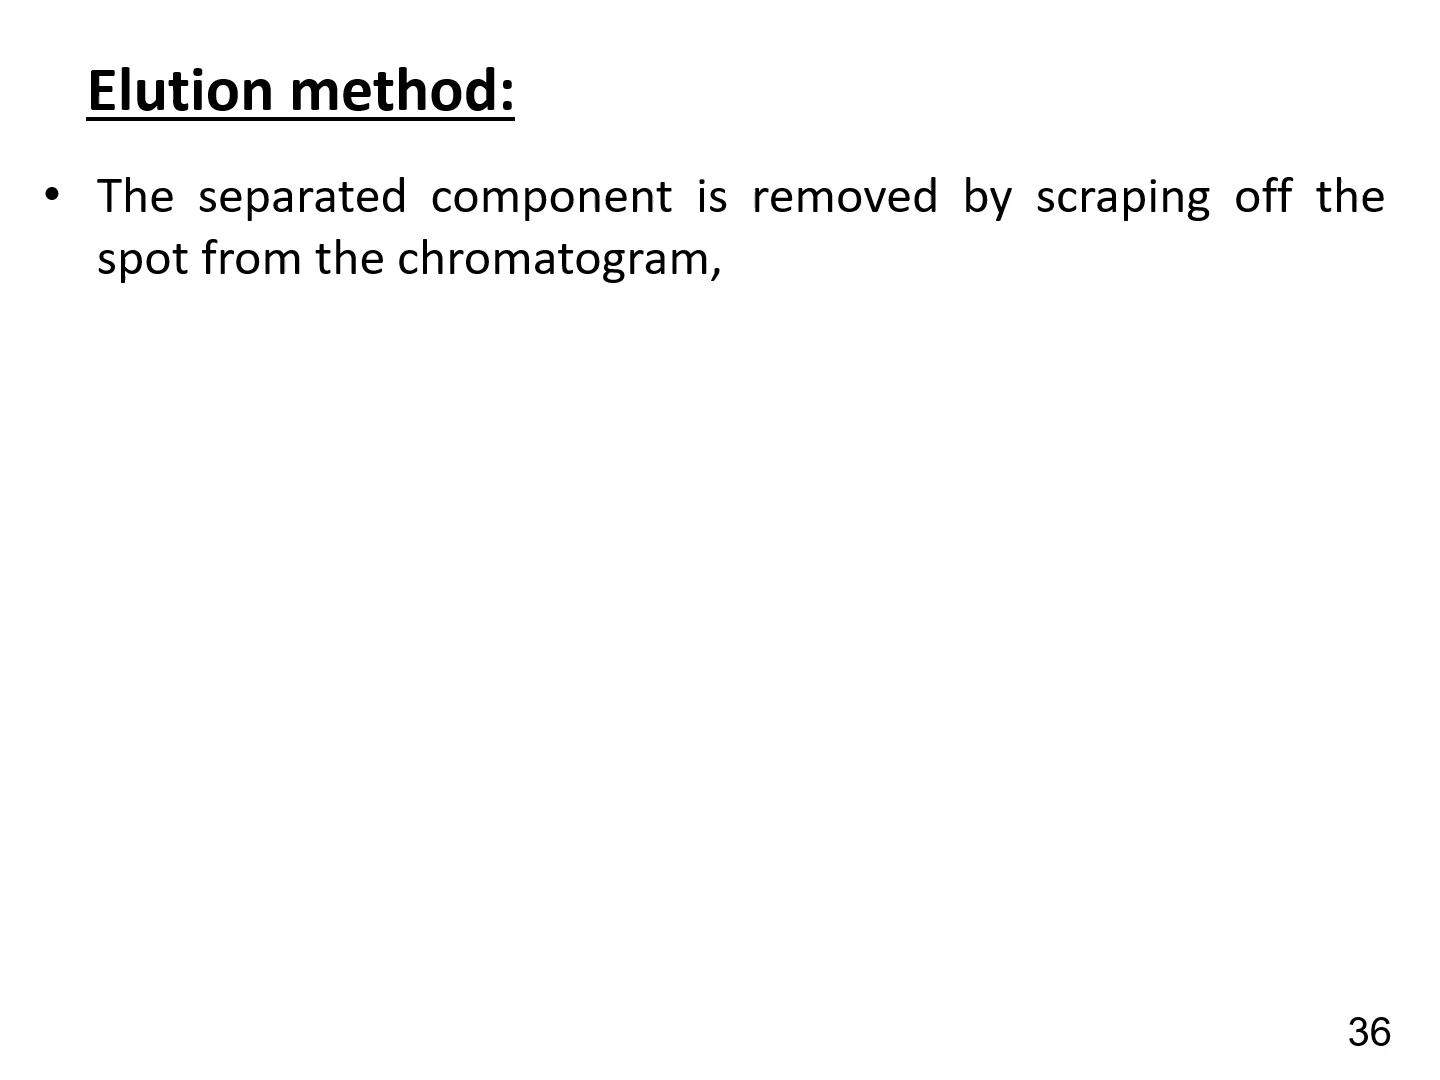 Elution method:
• The separated component is removed by scraping off the
spot from the chromatogram,
36